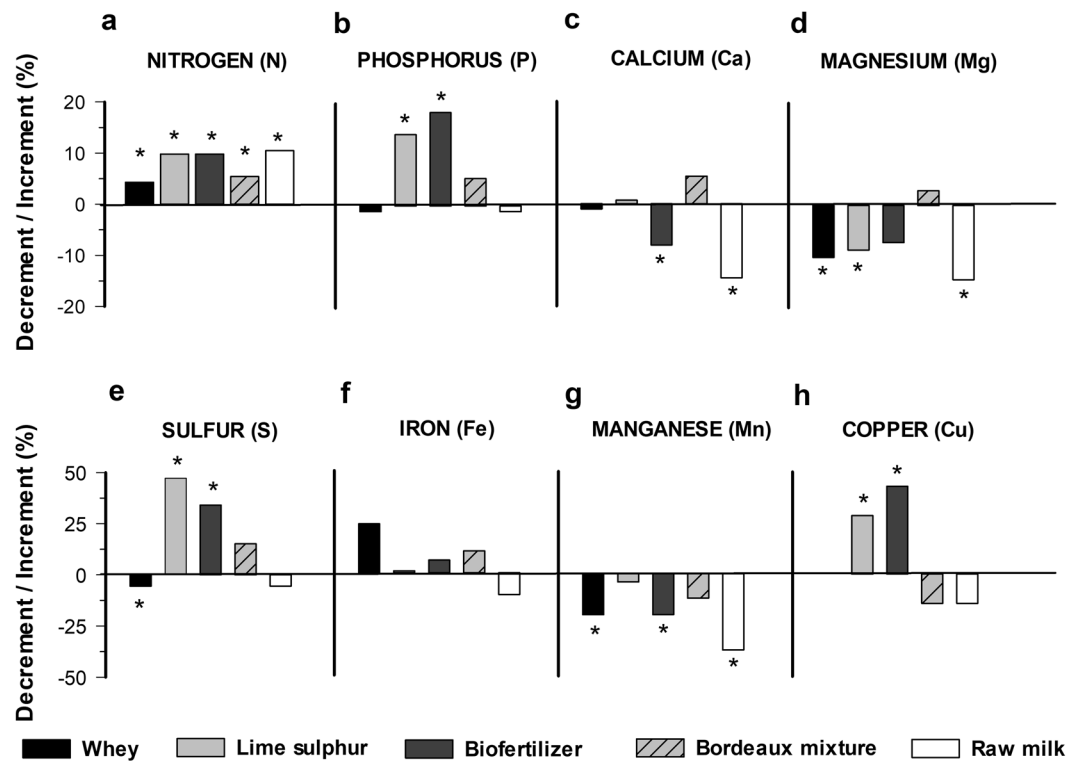 a b c d
NITROGEN (N) PHOSPHORUS (P) CALCIUM (Ca) MAGNESIUM (Mg)
Decrement / Increment (%)
20
10
0
-10
-20
* * * * *
* *
* *
* * *
e f g h
SULFUR (S) IRON (Fe) MANGANESE (Mn) COPPER (Cu)
Decrement / Increment (%)
50
25
0
-25
-50
* * *
* * *
* *
Whey Lime sulphur Biofertilizer Bordeaux mixture Raw milk